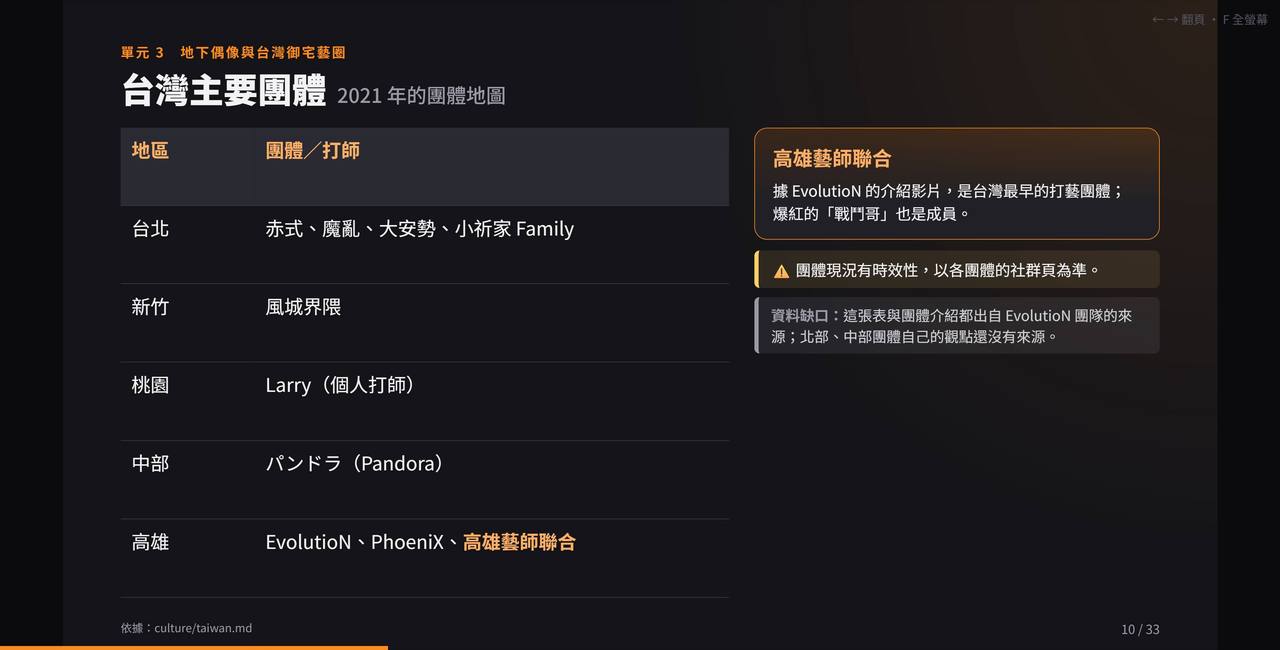 ←→ 翻頁 · F 全螢幕
單元 3　地下偶像與台灣御宅藝圈
台灣主要團體 2021 年的團體地圖
地區 團體／打師
台北 赤式、魔亂、大安勢、小祈家 Family
新竹 風城界隈
桃園 Larry（個人打師）
中部 パンドラ（Pandora）
高雄 EvolutioN、PhoeniX、高雄藝師聯合
高雄藝師聯合
據 EvolutioN 的介紹影片，是台灣最早的打藝團體；
爆紅的「戰鬥哥」也是成員。
⚠ 團體現況有時效性，以各團體的社群頁為準。
資料缺口：這張表與團體介紹都出自 EvolutioN 團隊的來
源；北部、中部團體自己的觀點還沒有來源。
依據：culture/taiwan.md
10 / 33